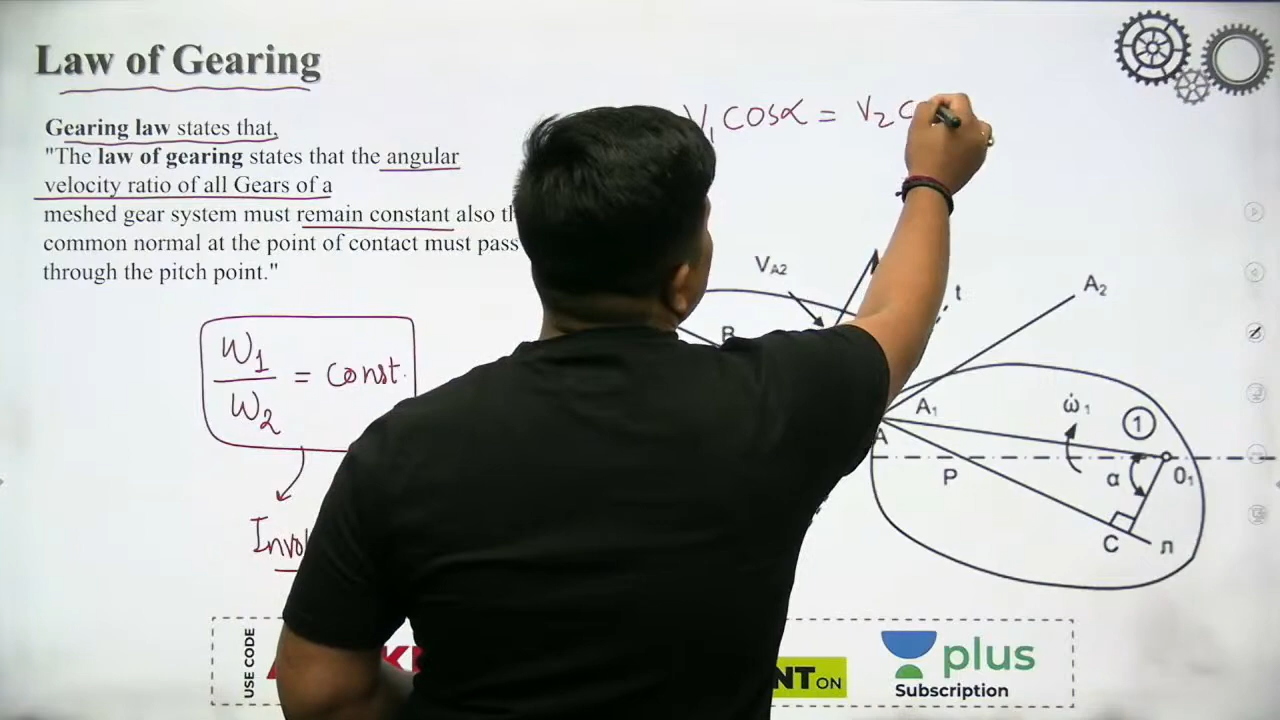 Law of Gearing
Gearing law states that,
"The law of gearing states that the angular
velocity ratio of all Gears of a
meshed gear system must remain constant also
common normal at the point of contact must pass
through the pitch point."
V1 cosα = V2 c
W1
W2
= Const.
VA2
t
A2
B
A1
A
ω1
1
P
α
O1
C
n
USE CODE
ON
plus
Subscription